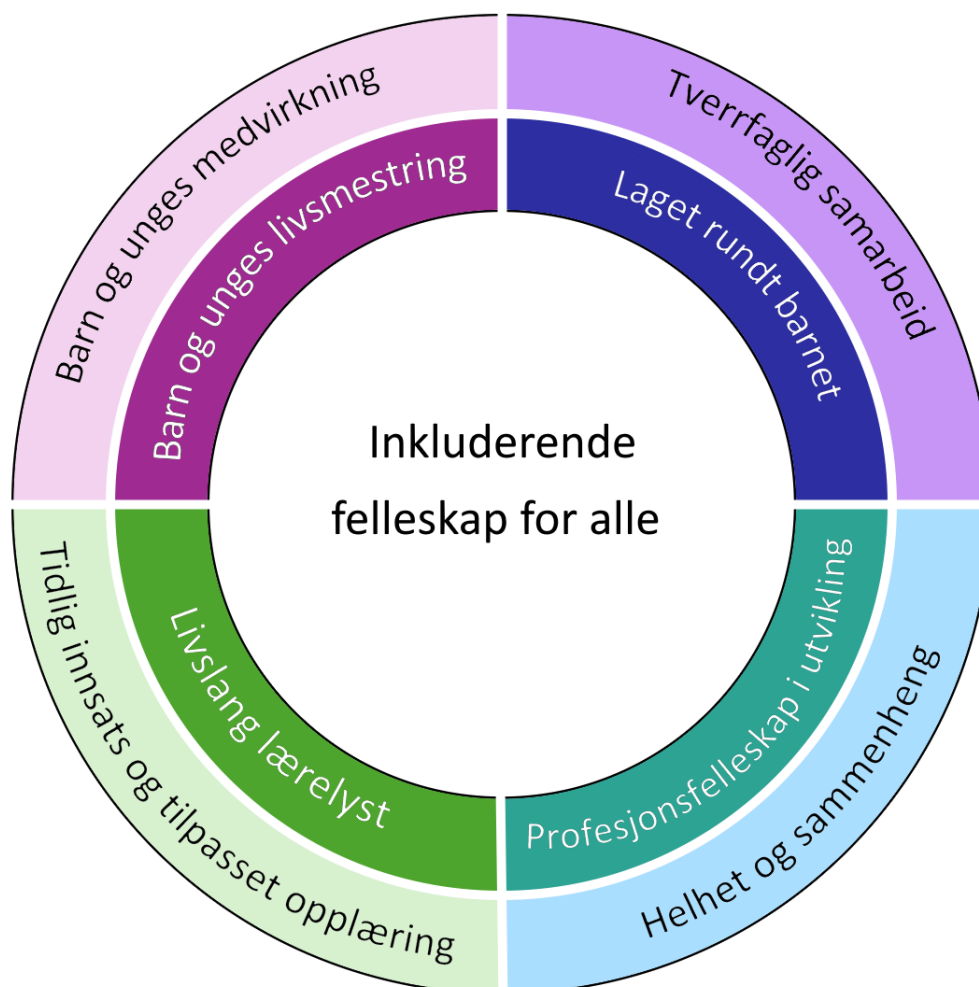 Barn og unges medvirkning
Tverrfaglig samarbeid
Barn og unges livsmestring
Laget rundt barnet
Inkluderende
felleskap for alle
Livslang lærelyst
Profesjonsfelleskap i utvikling
Tidlig innsats og tilpasset opplæring
Helhet og sammenheng